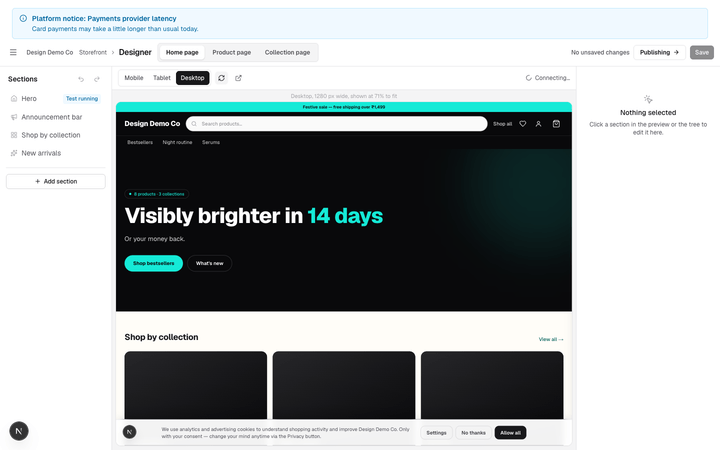 Platform notice: Payments provider latency
Card payments may take a little longer than usual today.
Design Demo Co Storefront Designer
Home page Product page Collection page
No unsaved changes Publishing → Save
Sections
Hero Test running
Announcement bar
Shop by collection
New arrivals
+ Add section
Mobile Tablet Desktop
Connecting…
Desktop, 1280 px wide, shown at 71% to fit
Festive sale — free shipping over ₹1,499
Design Demo Co Search products… Shop all
Bestsellers Night routine Serums
8 products · 3 collections
Visibly brighter in 14 days
Or your money back.
Shop bestsellers What's new
Shop by collection
View all →
We use analytics and advertising cookies to understand shopping activity and improve Design Demo Co. Only
with your consent — change your mind anytime via the Privacy button.
Settings No thanks Allow all
N
N
Nothing selected
Click a section in the preview or the tree to
edit it here.